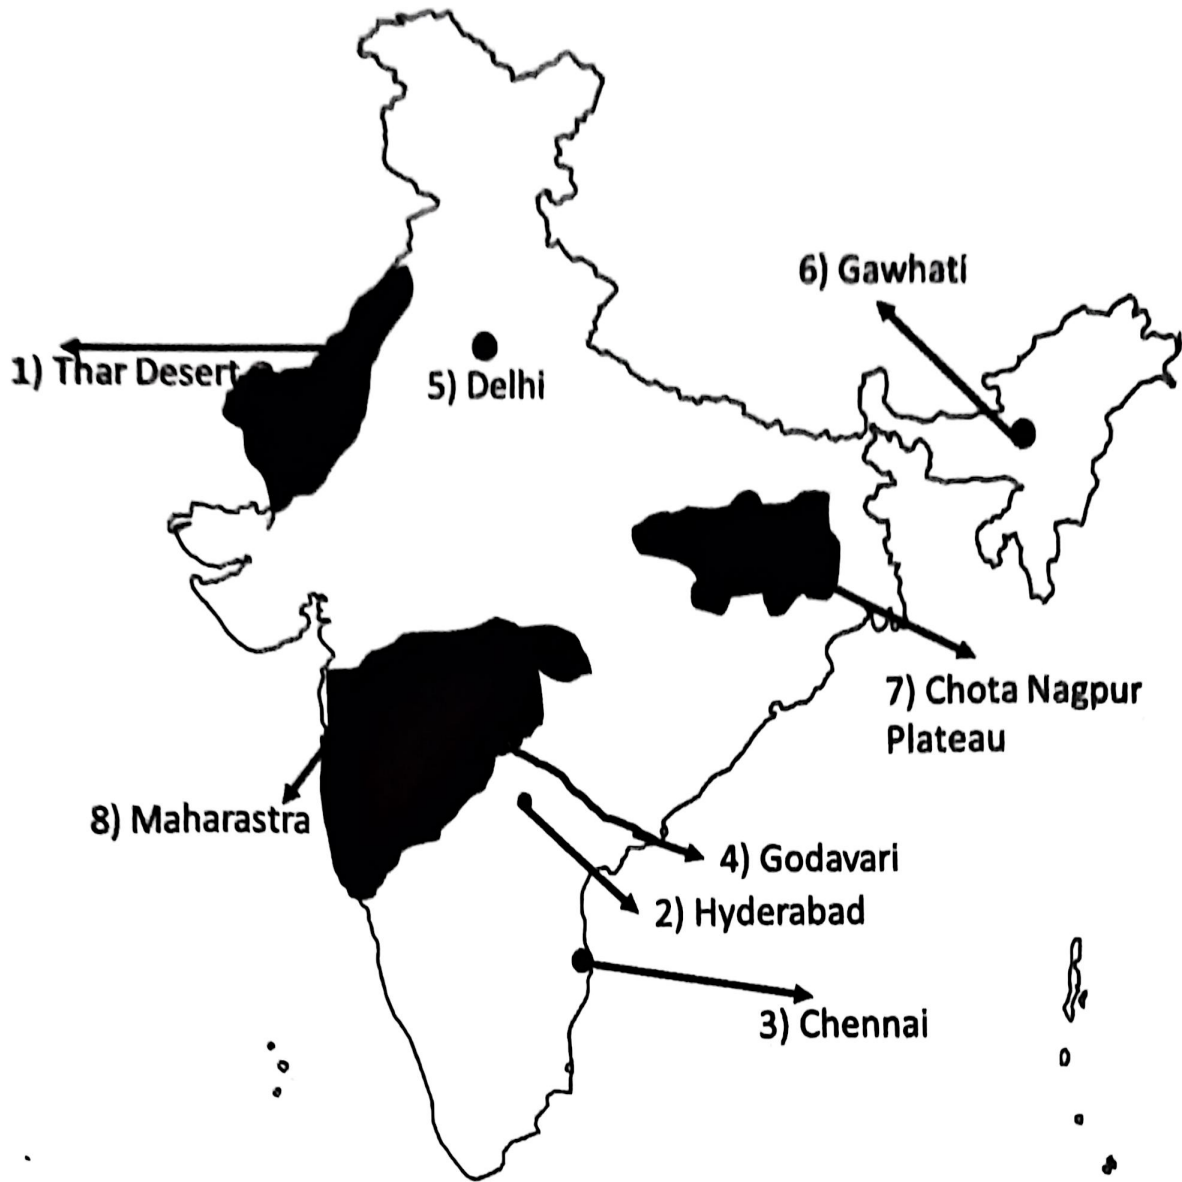 6) Gawhati
1) Thar Desert
5) Delhi
7) Chota Nagpur
Plateau
8) Maharastra
4) Godavari
2) Hyderabad
3) Chennai